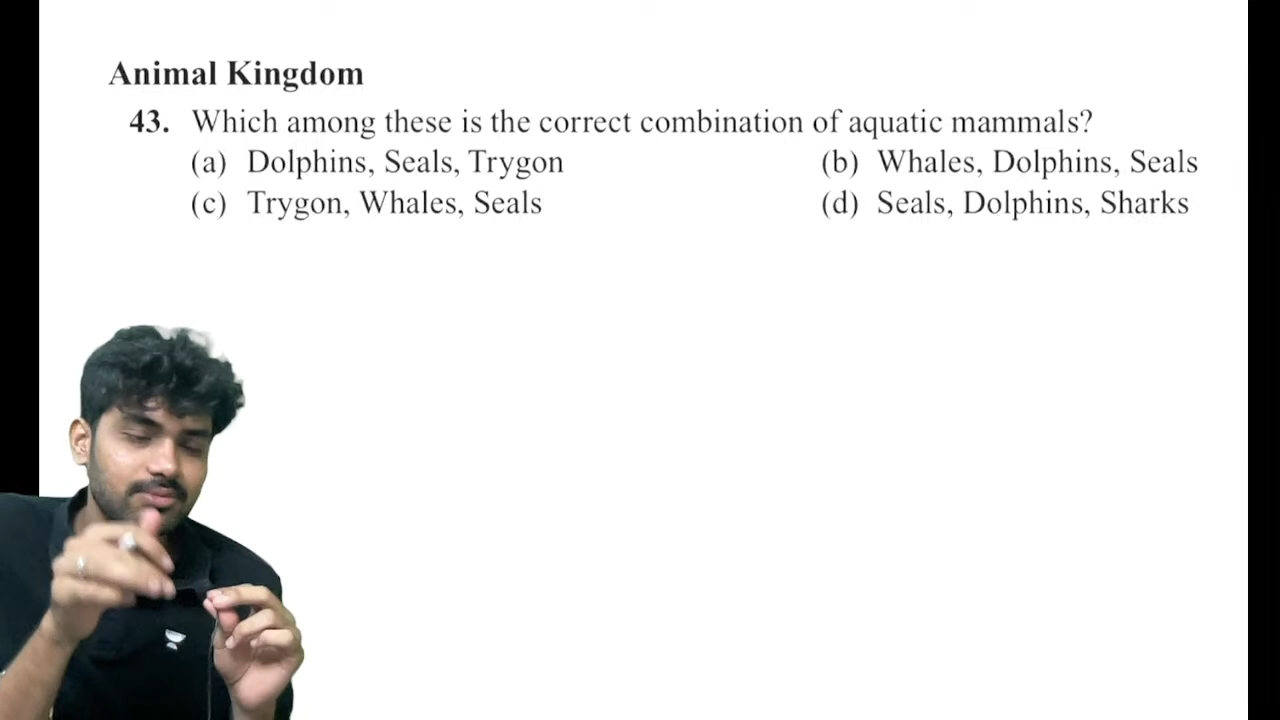 Animal Kingdom
43. Which among these is the correct combination of aquatic mammals?
(a) Dolphins, Seals, Trygon (b) Whales, Dolphins, Seals
(c) Trygon, Whales, Seals (d) Seals, Dolphins, Sharks